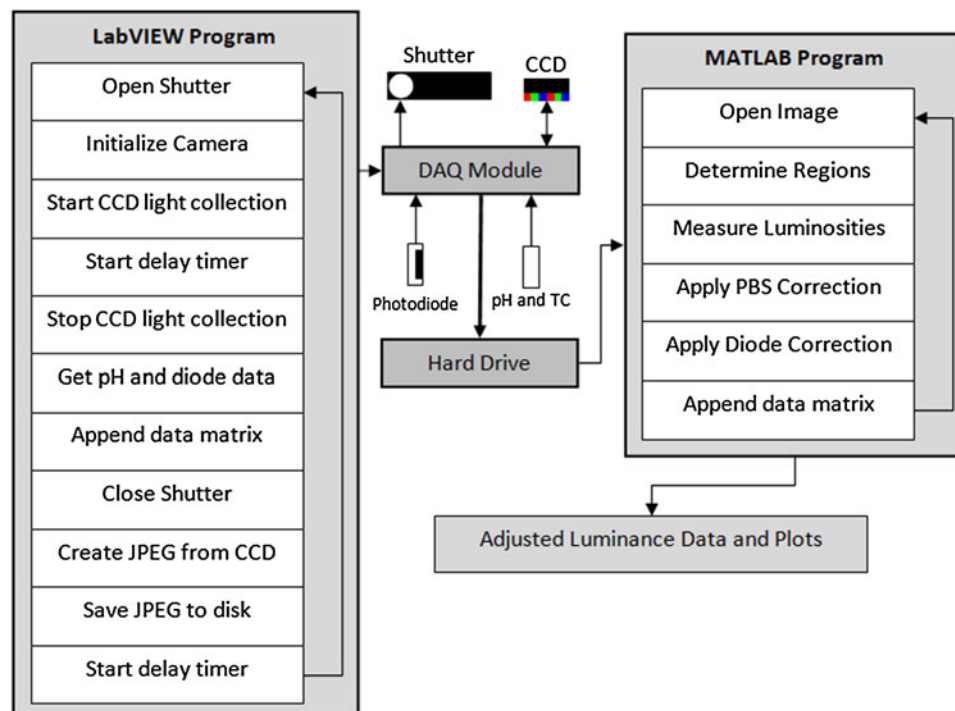 LabVIEW Program
Open Shutter
Initialize Camera
Start CCD light collection
Start delay timer
Stop CCD light collection
Get pH and diode data
Append data matrix
Close Shutter
Create JPEG from CCD
Save JPEG to disk
Start delay timer
Shutter
CCD
DAQ Module
Photodiode
pH and TC
Hard Drive
MATLAB Program
Open Image
Determine Regions
Measure Luminosities
Apply PBS Correction
Apply Diode Correction
Append data matrix
Adjusted Luminance Data and Plots